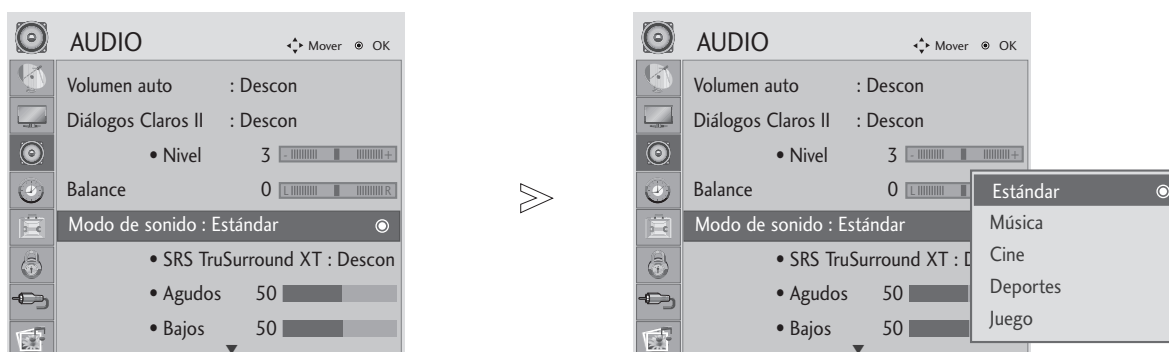 AUDIO
Mover OK
Volumen auto : Descon
Diálogos Claros II : Descon
• Nivel 3 - +
Balance 0 L R
Modo de sonido : Estándar
• SRS TruSurround XT : Descon
• Agudos 50
• Bajos 50
AUDIO
Mover OK
Volumen auto : Descon
Diálogos Claros II : Descon
• Nivel 3 - +
Balance 0 L
Modo de sonido : Estándar
• SRS TruSurround XT : D
• Agudos 50
• Bajos 50
Estándar
Música
Cine
Deportes
Juego